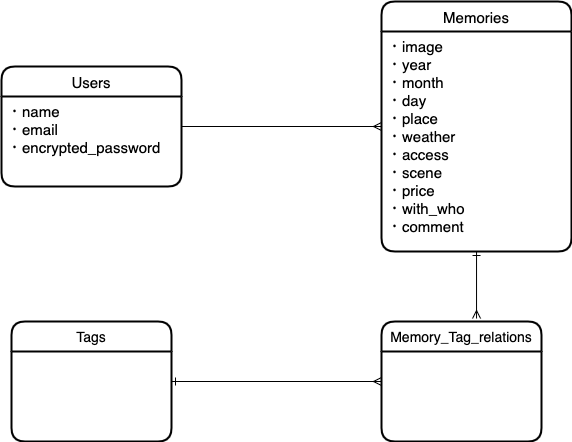 Users
・name
・email
・encrypted_password
Memories
・image
・year
・month
・day
・place
・weather
・access
・scene
・price
・with_who
・comment
Tags
Memory_Tag_relations